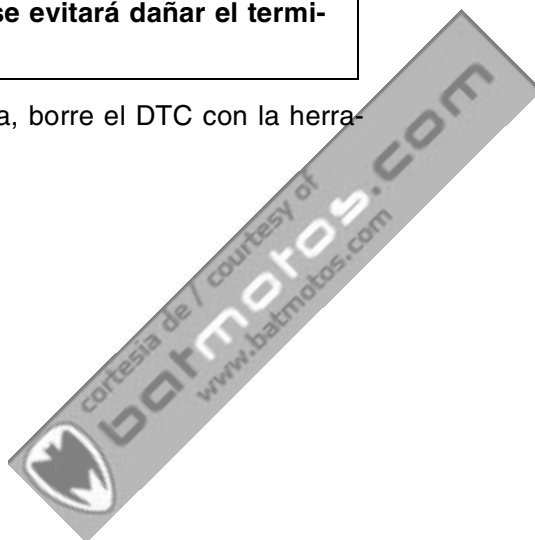 se evitará dañar el termi-
a, borre el DTC con la herra-
cortesia de / courtesy of
batmotos.com
www.batmotos.com